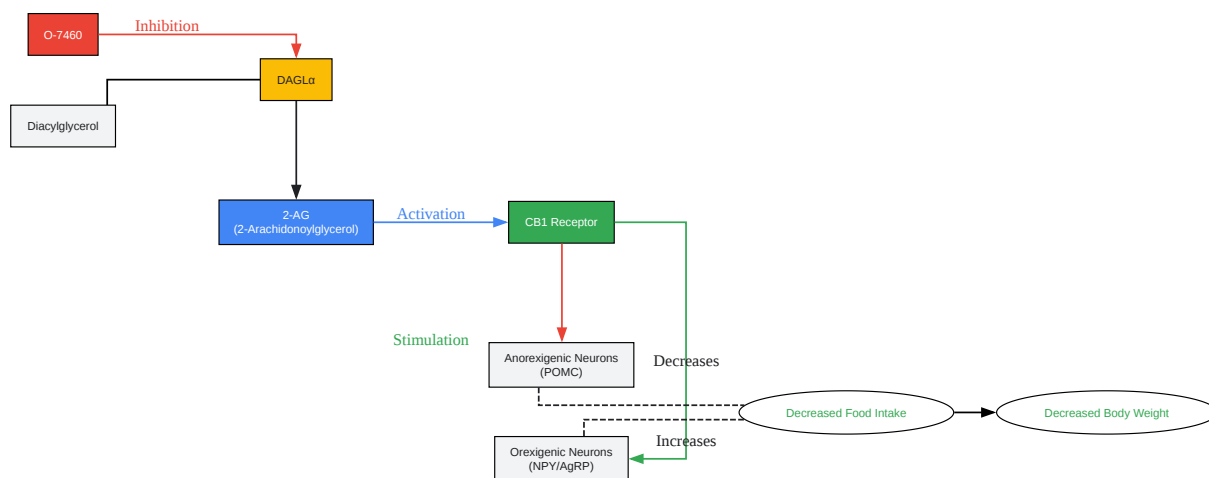 O-7460
Inhibition
DAGLα
Diacylglycerol
2-AG
(2-Arachidonoylglycerol)
Activation
CB1 Receptor
Stimulation
Anorexigenic Neurons
(POMC)
Decreases
Decreased Food Intake
Decreased Body Weight
Increases
Orexigenic Neurons
(NPY/AgRP)